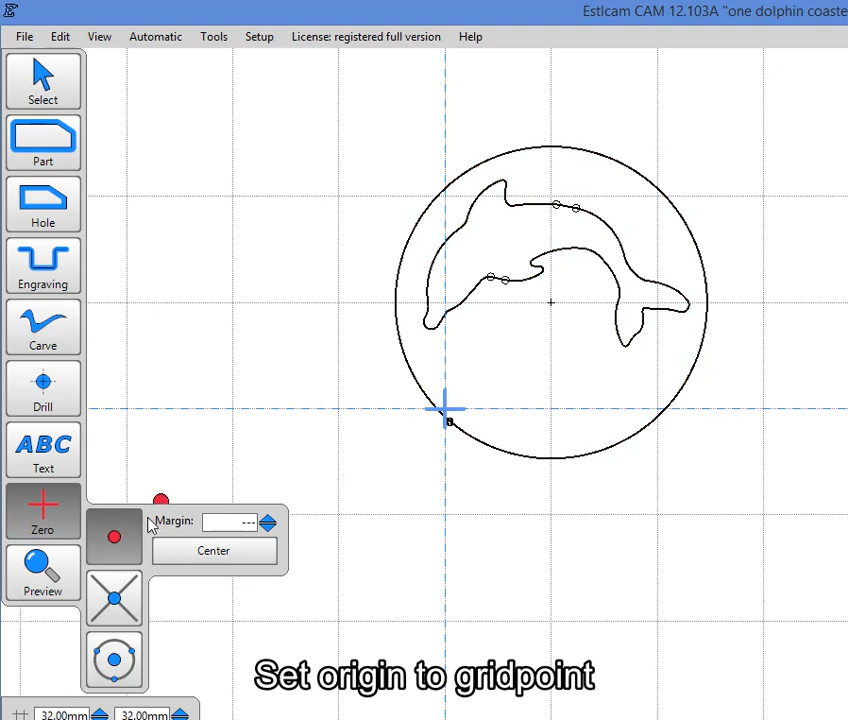 Estlcam CAM 12.103A "one dolphin coaste
File Edit View Automatic Tools Setup License: registered full version Help
Select
Part
Hole
Engraving
Carve
Drill
ABC
Text
Zero
Margin: ---
Center
Preview
Set origin to gridpoint
32.00mm 32.00mm